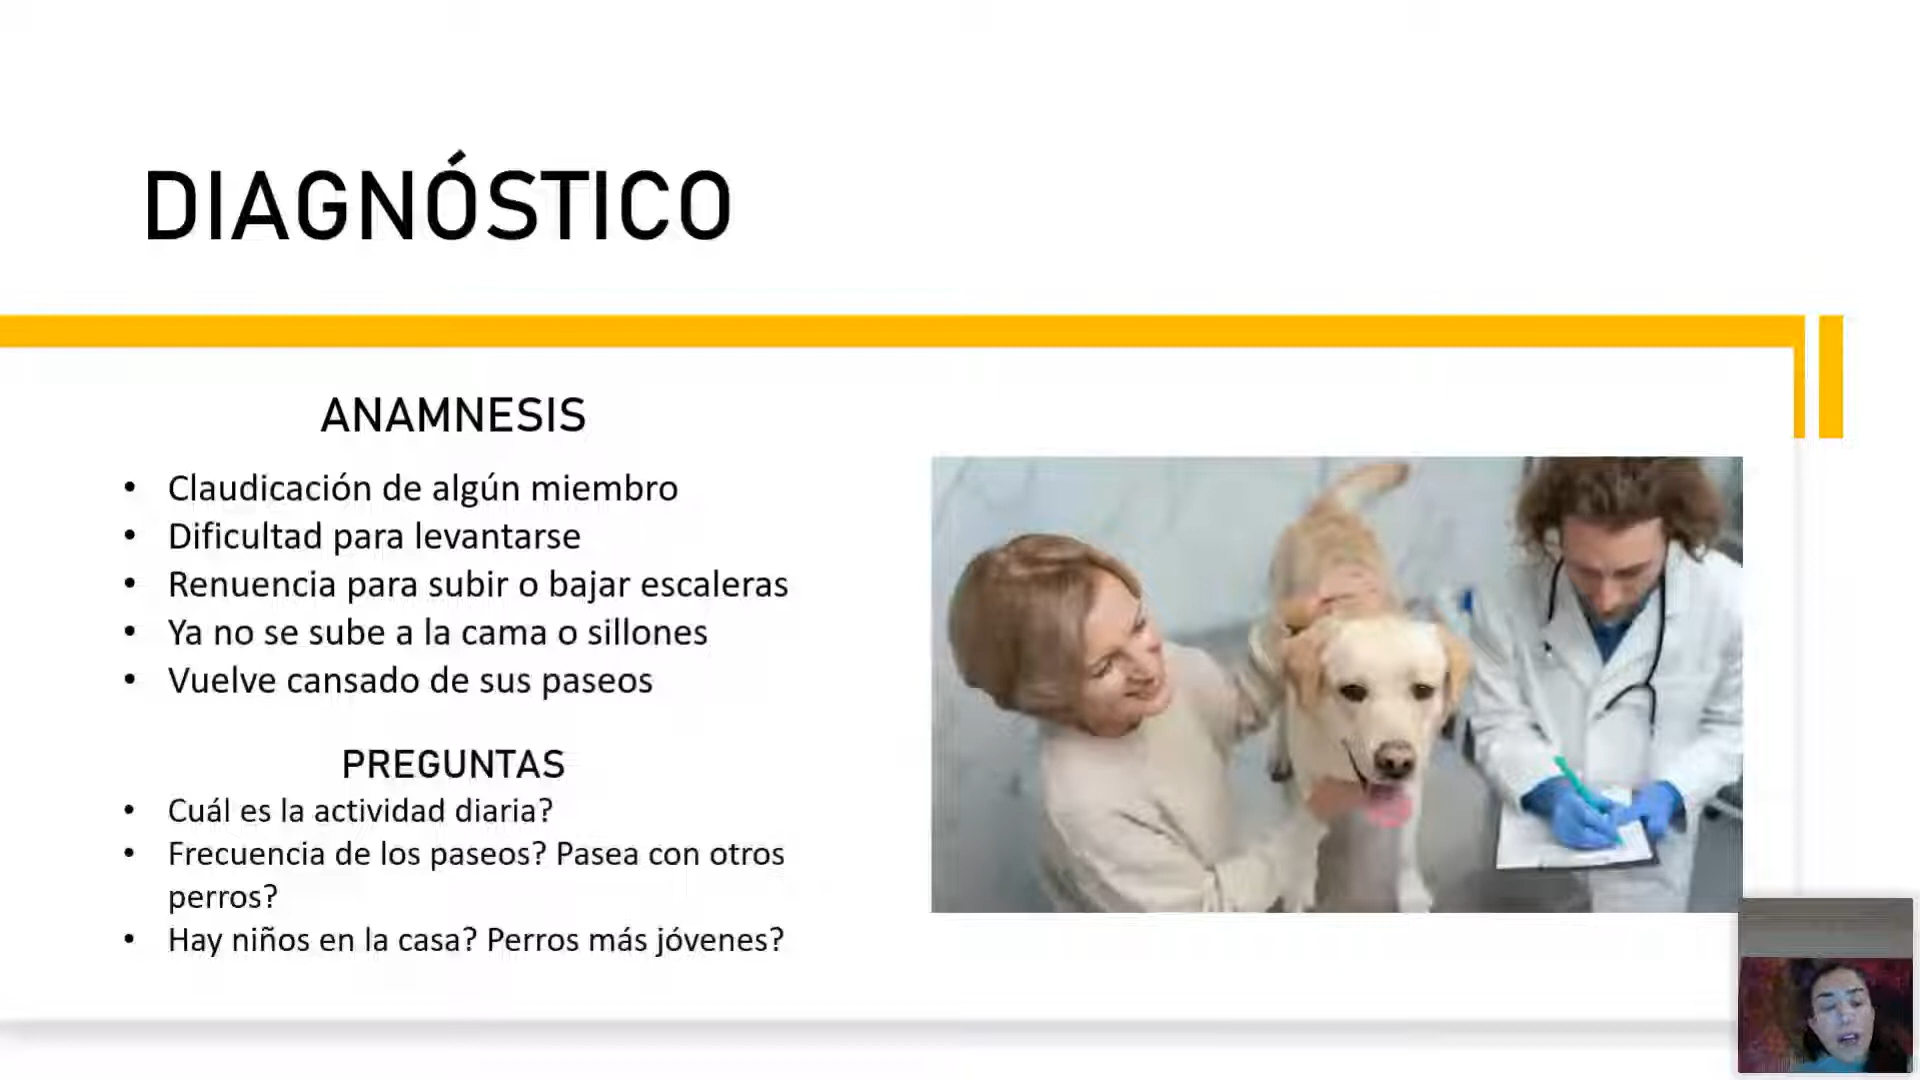 DIAGNÓSTICO
ANAMNESIS
• Claudicación de algún miembro
• Dificultad para levantarse
• Renuencia para subir o bajar escaleras
• Ya no se sube a la cama o sillones
• Vuelve cansado de sus paseos
PREGUNTAS
• Cuál es la actividad diaria?
• Frecuencia de los paseos? Pasea con otros
perros?
• Hay niños en la casa? Perros más jóvenes?